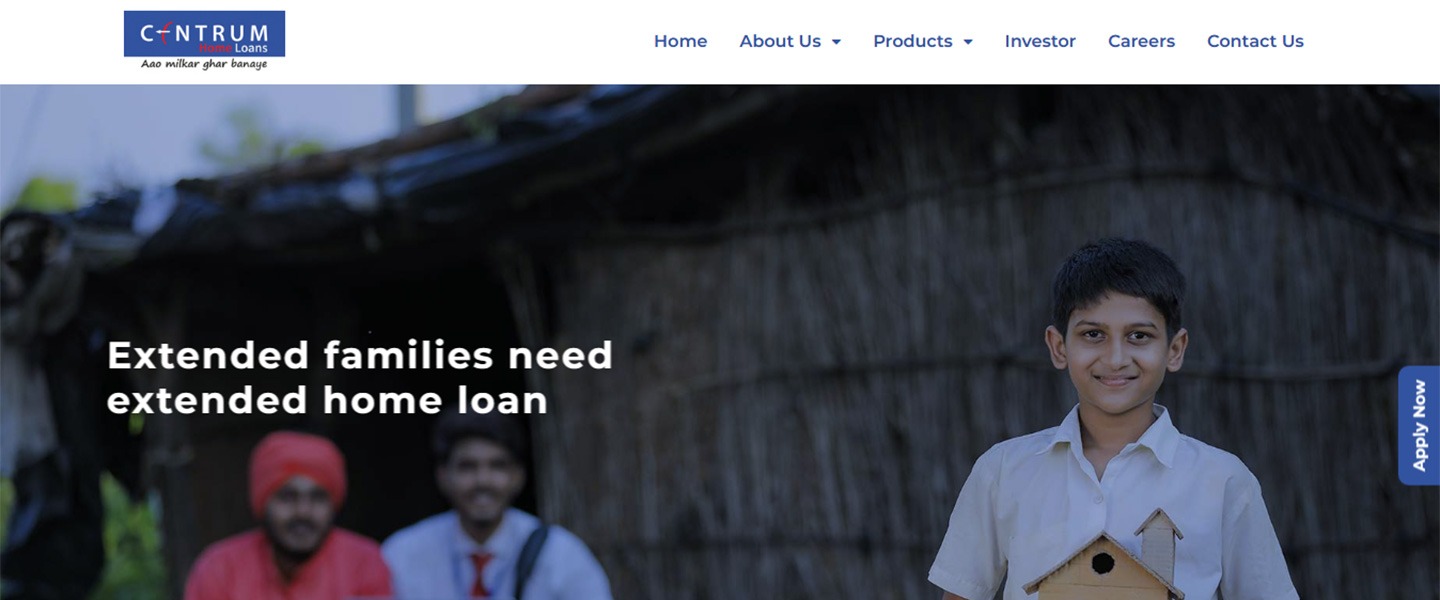 CENTRUM
Home Loans
Aao milkar ghar banaye
Home
About Us
Products
Investor
Careers
Contact Us
Extended families need
extended home loan
Apply Now